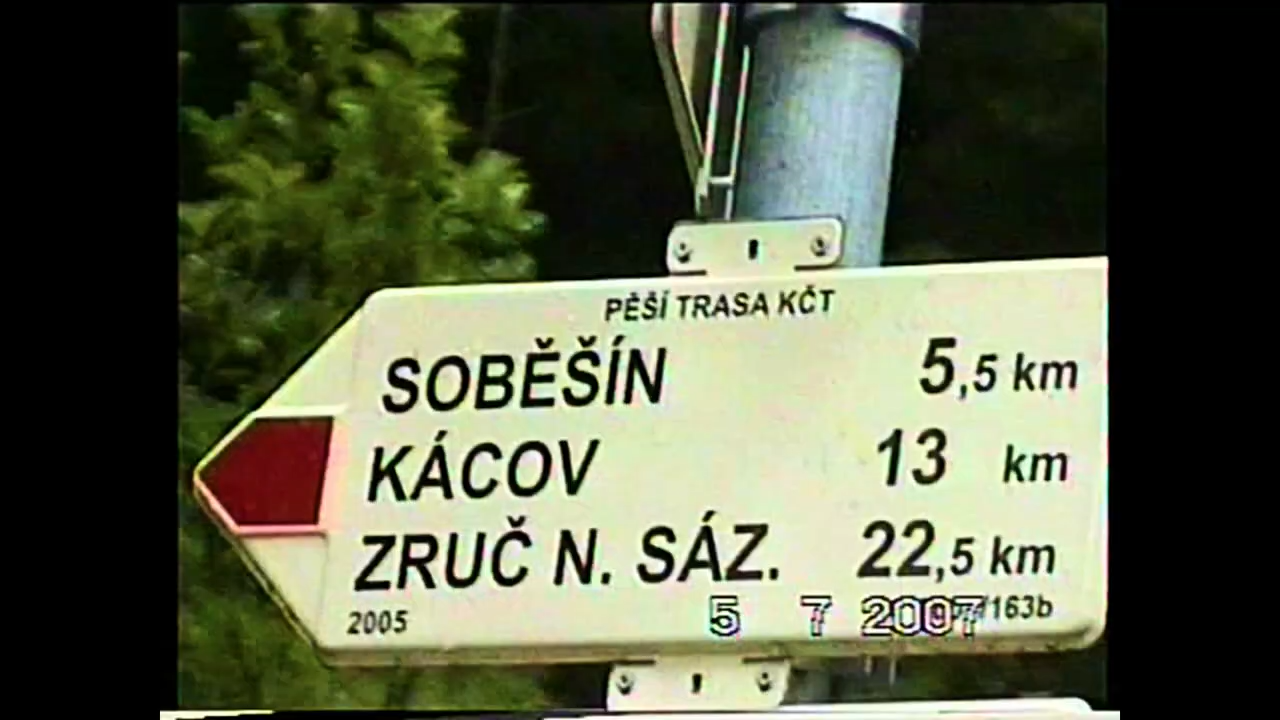 PĚŠÍ TRASA KČT
SOBĚŠÍN 5,5 km
KÁCOV 13 km
ZRUČ N. SÁZ. 22,5 km
2005 163b
5 7 2007